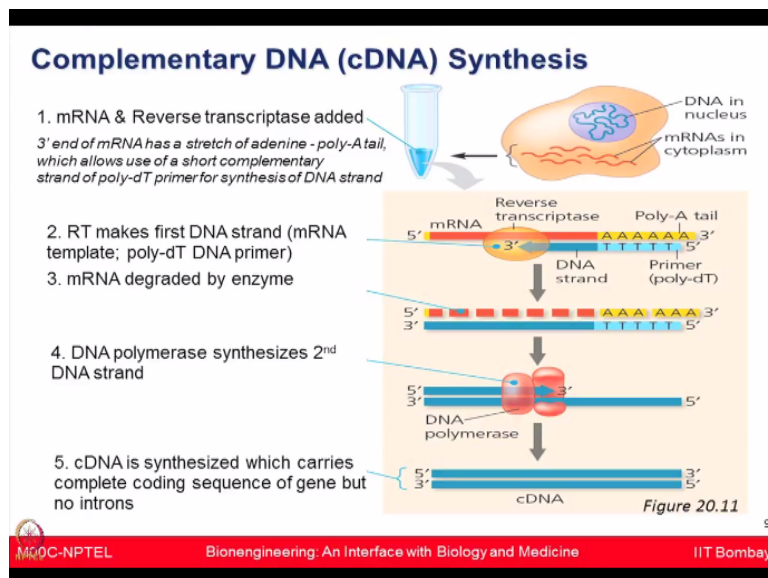 Complementary DNA (cDNA) Synthesis
1. mRNA & Reverse transcriptase added
3' end of mRNA has a stretch of adenine - poly-A tail,
which allows use of a short complementary
strand of poly-dT primer for synthesis of DNA strand
DNA in
nucleus
mRNAs in
cytoplasm
2. RT makes first DNA strand (mRNA
template; poly-dT DNA primer)
3. mRNA degraded by enzyme
4. DNA polymerase synthesizes 2nd
DNA strand
5. cDNA is synthesized which carries
complete coding sequence of gene but
no introns
Reverse
transcriptase
mRNA
Poly-A tail
5' A A A A A A 3'
3' T T T T T 5'
DNA
strand
Primer
(poly-dT)
5' A A A A A A 3'
3' T T T T T 5'
5' 3'
3' 5'
DNA
polymerase
5' 3'
3' 5'
cDNA
Figure 20.11
9
NPTEL
MOOC-NPTEL
Bionengineering: An Interface with Biology and Medicine
IIT Bombay